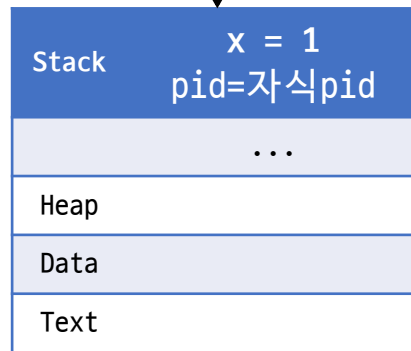 Stack
x = 1
pid=자식pid
...
Heap
Data
Text